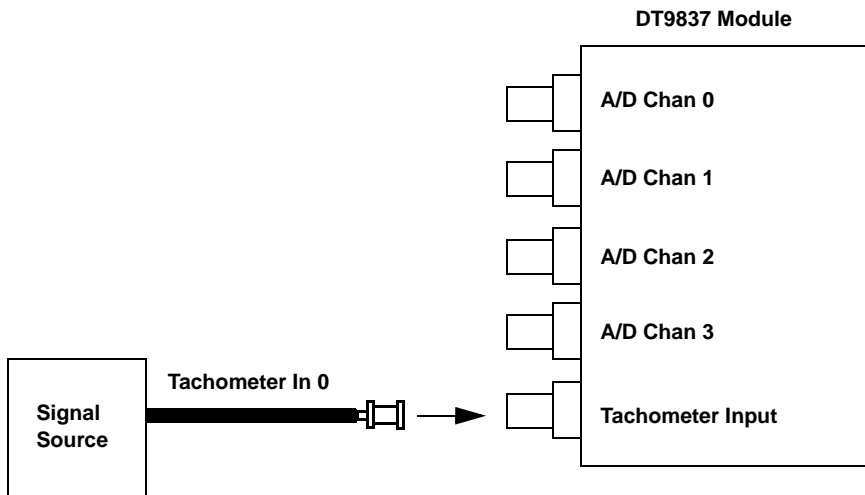 DT9837 Module
A/D Chan 0
A/D Chan 1
A/D Chan 2
A/D Chan 3
Tachometer In 0
Signal
Source
Tachometer Input